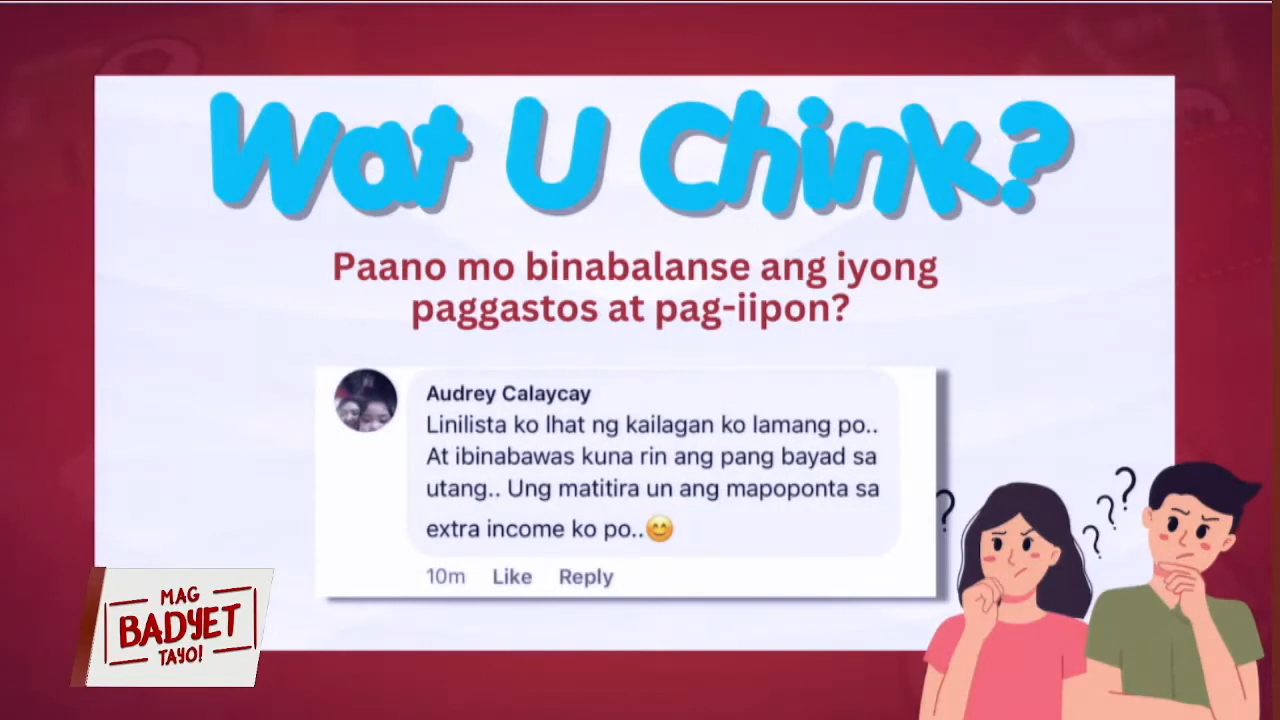 Wat U Chink?
Paano mo binabalanse ang iyong
paggastos at pag-iipon?
Audrey Calaycay
Linilista ko lhat ng kailagan ko lamang po..
At ibinabawas kuna rin ang pang bayad sa
utang.. Ung matitira un ang mapoponta sa
extra income ko po..😊
10m Like Reply
? ? ? ?
MAG
BADYET
TAYO!